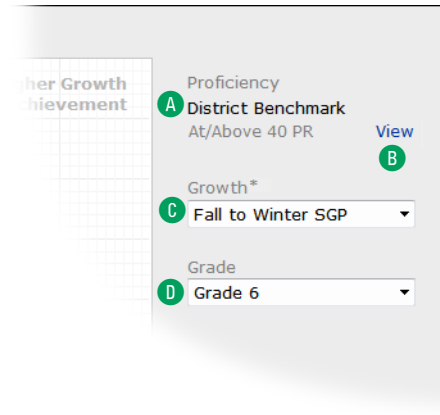 her Growth
hievement
Proficiency
A District Benchmark
At/Above 40 PR View
B
Growth*
C Fall to Winter SGP
Grade
D Grade 6